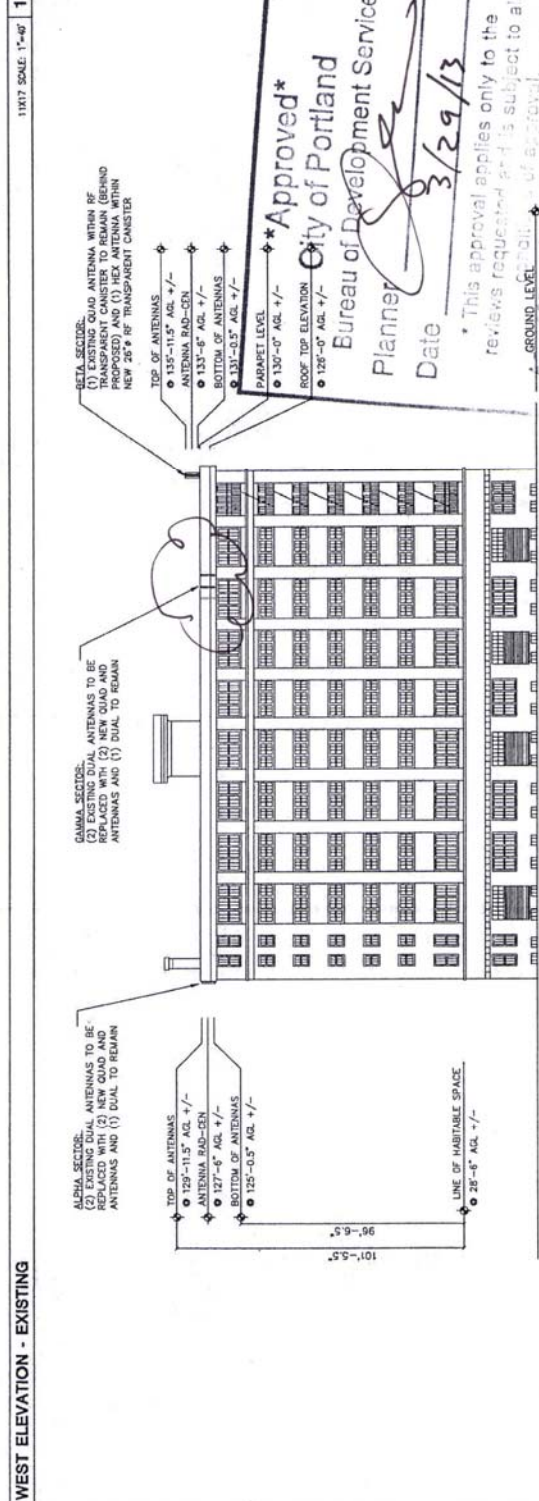 WEST ELEVATION - EXISTING
11X17 SCALE: 1"=40'
1
ALPHA SECTOR:
(2) EXISTING DUAL ANTENNAS TO BE
REPLACED WITH (2) NEW QUAD AND
ANTENNAS AND (1) DUAL TO REMAIN
GAMMA SECTOR:
(2) EXISTING DUAL ANTENNAS TO BE
REPLACED WITH (2) NEW QUAD AND
ANTENNAS AND (1) DUAL TO REMAIN
BETA SECTOR:
(1) EXISTING QUAD ANTENNA WITHIN RF
TRANSPARENT CANISTER TO REMAIN (BEHIND
PROPOSED) AND (1) HEX ANTENNA WITHIN
NEW 26"ø RF TRANSPARENT CANISTER
TOP OF ANTENNAS
129'-11.5" AGL +/-
ANTENNA RAD-CEN
127'-6" AGL +/-
BOTTOM OF ANTENNAS
125'-0.5" AGL +/-
LINE OF HABITABLE SPACE
28'-6" AGL +/-
101'-5.5"
96'-6.5"
TOP OF ANTENNAS
135'-11.5" AGL +/-
ANTENNA RAD-CEN
133'-6" AGL +/-
BOTTOM OF ANTENNAS
131'-0.5" AGL +/-
PARAPET LEVEL
130'-0" AGL +/-
ROOF TOP ELEVATION
126'-0" AGL +/-
GROUND LEVEL
*Approved*
City of Portland
Bureau of Development Service
Planner
Date 3/29/13
* This approval applies only to the
reviews requested and is subject to al
of approval.